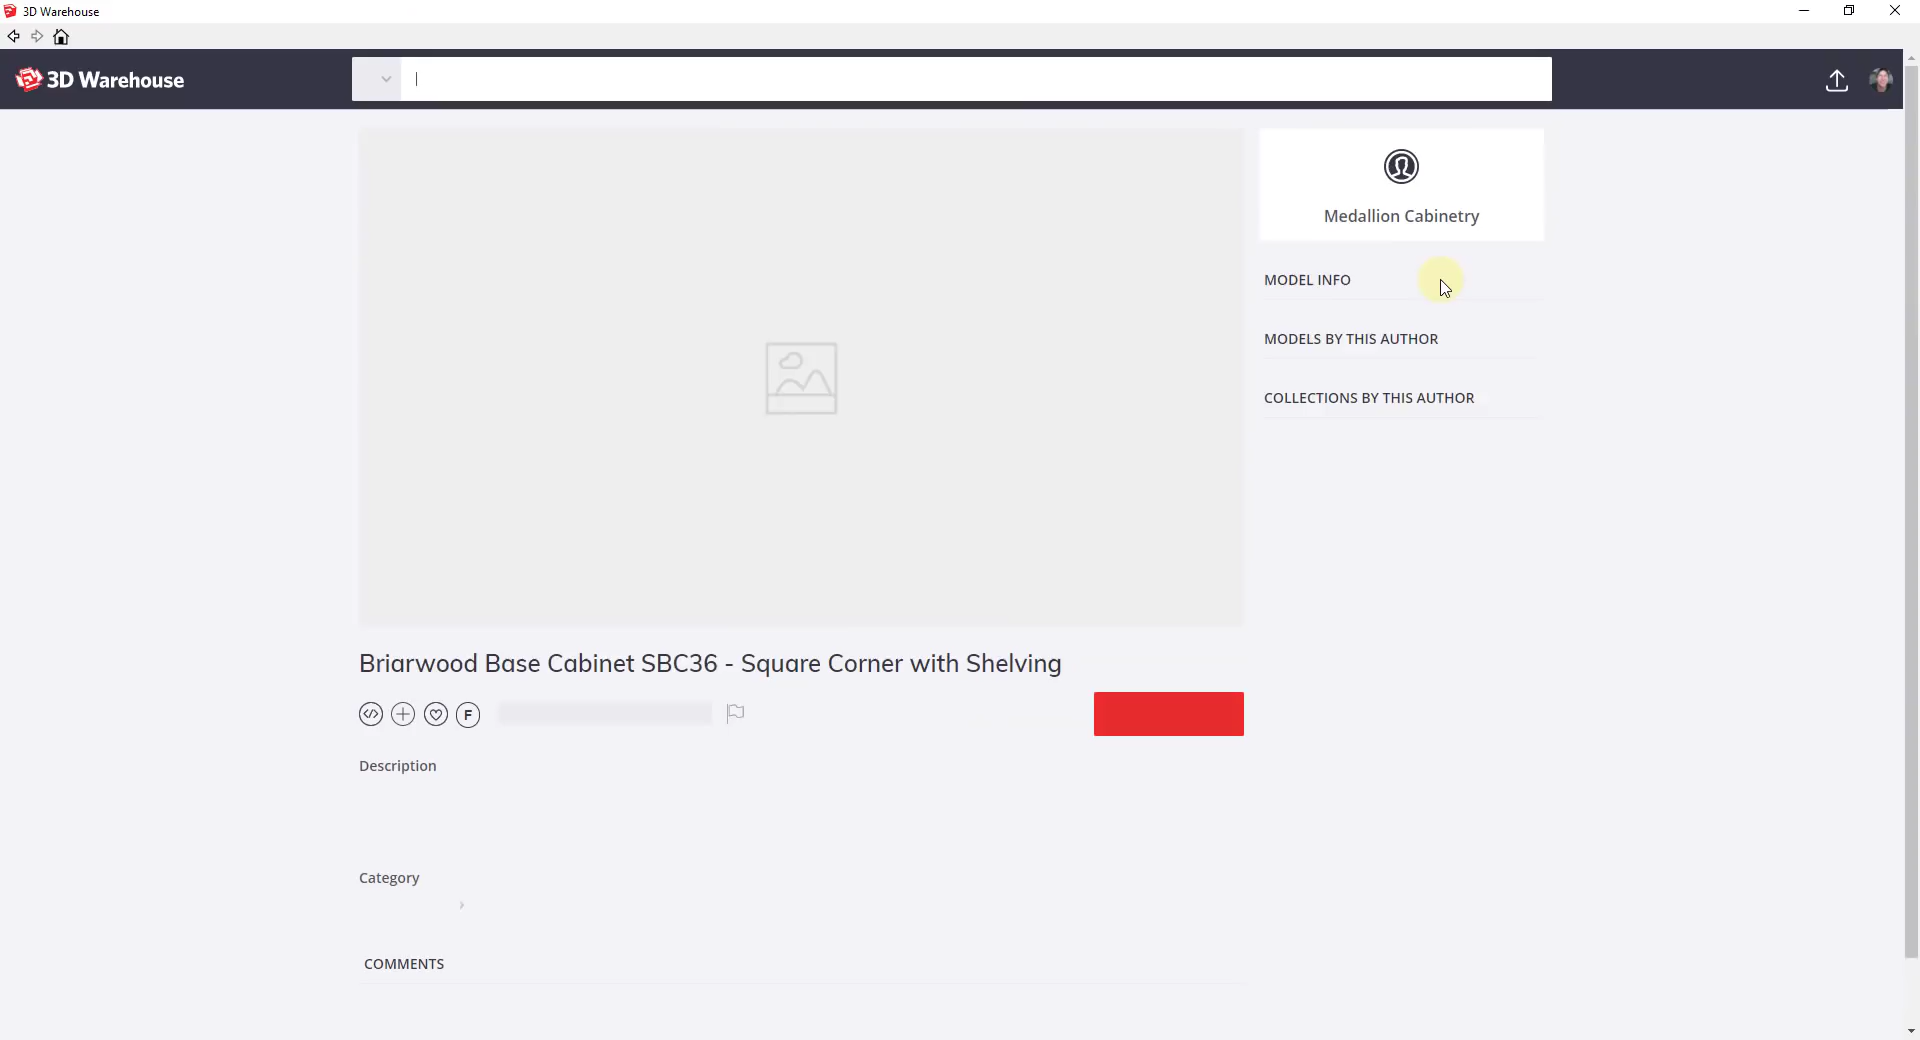 3D Warehouse
3D Warehouse
Medallion Cabinetry
MODEL INFO
MODELS BY THIS AUTHOR
COLLECTIONS BY THIS AUTHOR
Briarwood Base Cabinet SBC36 - Square Corner with Shelving
F
Description
Category
COMMENTS